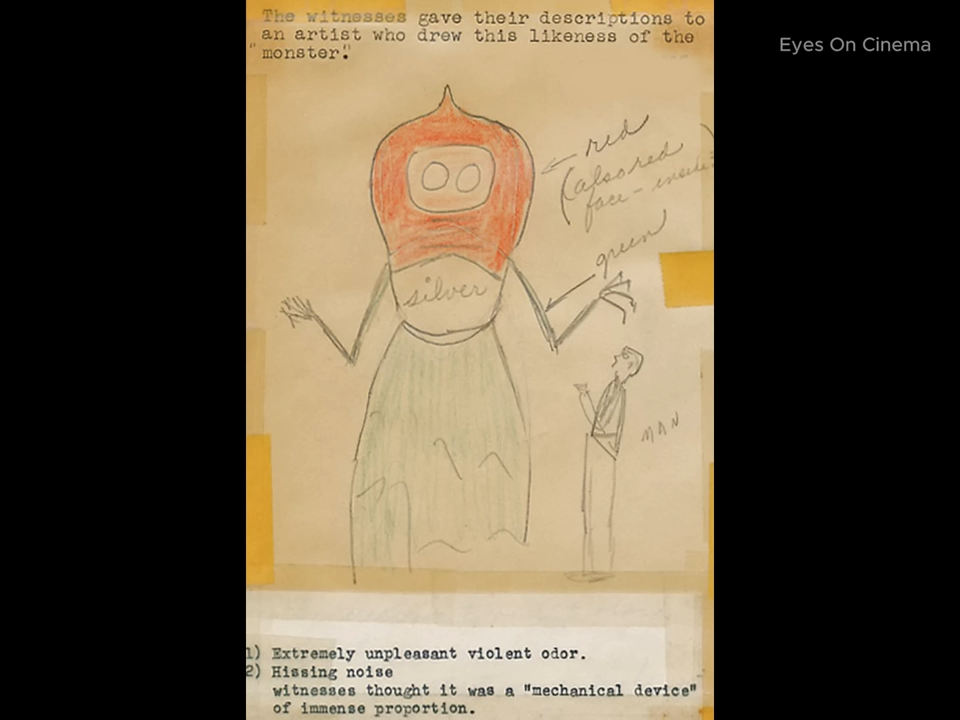 The witnesses gave their descriptions to
an artist who drew this likeness of the
"monster".
Eyes On Cinema
red
(also red
face - inside)
green
silver
MAN
1) Extremely unpleasant violent odor.
2) Hissing noise
witnesses thought it was a "mechanical device"
of immense proportion.